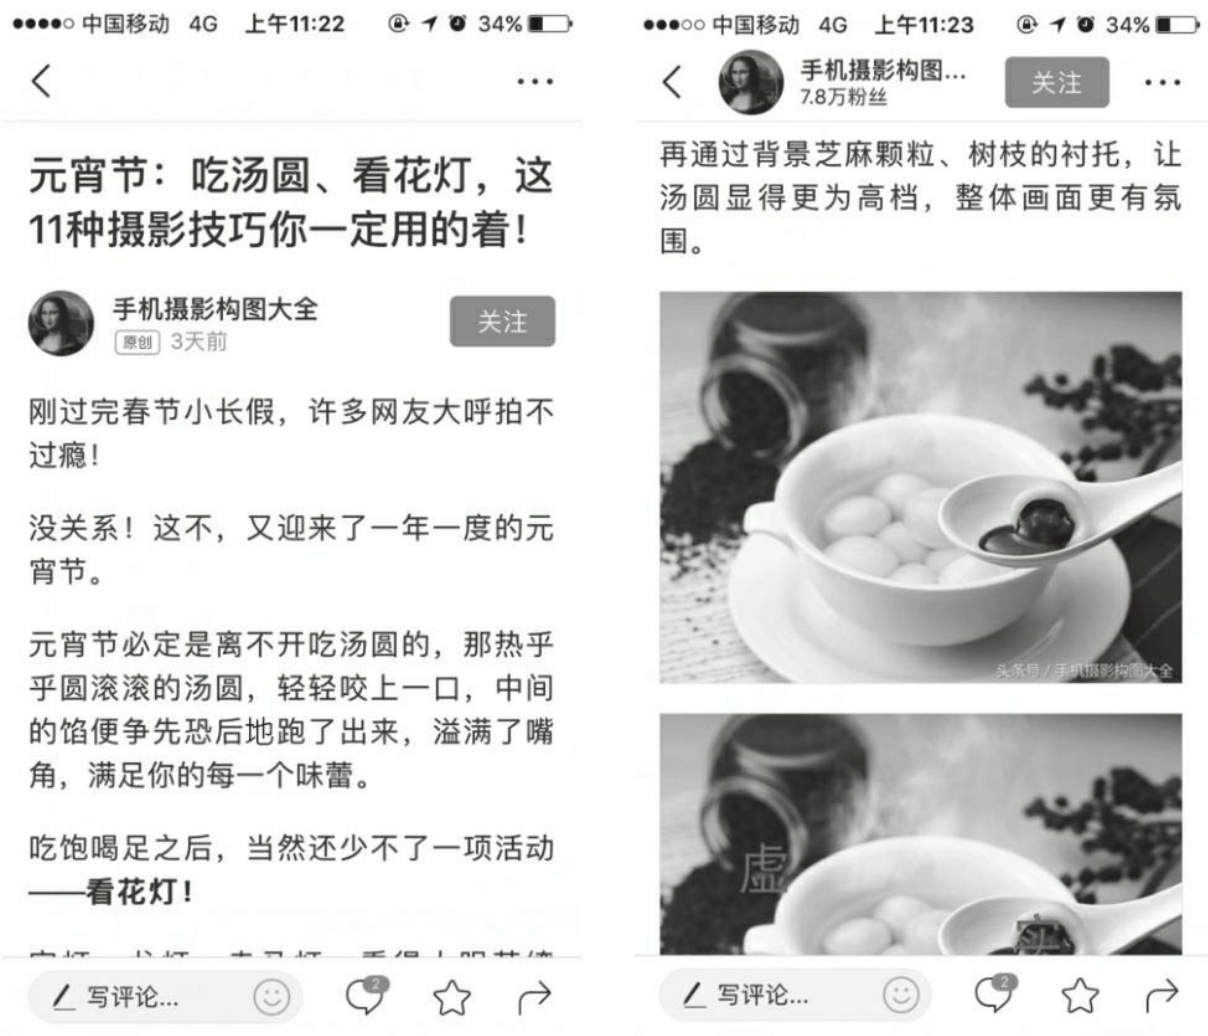 中国移动 4G 上午11:22 34%
元宵节：吃汤圆、看花灯，这
11种摄影技巧你一定用的着！
手机摄影构图大全
原创 3天前
关注
刚过完春节小长假，许多网友大呼拍不
过瘾！
没关系！这不，又迎来了一年一度的元
宵节。
元宵节必定是离不开吃汤圆的，那热乎
乎圆滚滚的汤圆，轻轻咬上一口，中间
的馅便争先恐后地跑了出来，溢满了嘴
角，满足你的每一个味蕾。
吃饱喝足之后，当然还少不了一项活动
——看花灯！
写评论...
2
中国移动 4G 上午11:23 34%
手机摄影构图...
7.8万粉丝
关注
再通过背景芝麻颗粒、树枝的衬托，让
汤圆显得更为高档，整体画面更有氛
围。
头条号 / 手机摄影构图大全
虚
实
写评论...
2